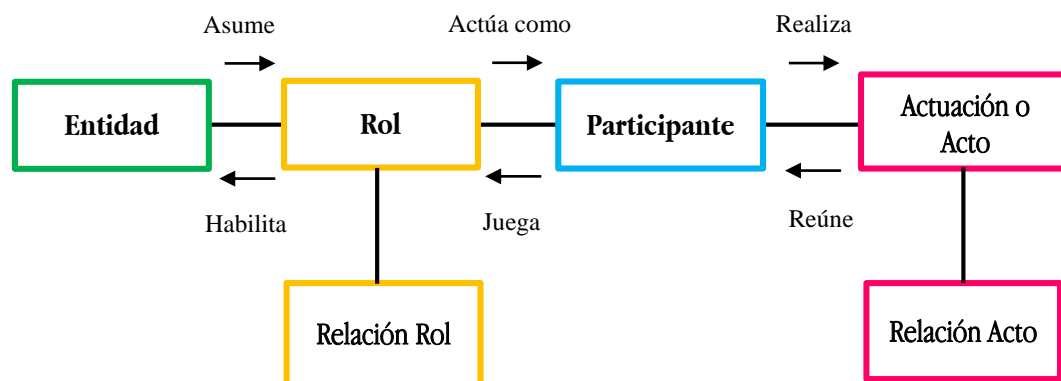 Asume
Actúa como
Realiza
Entidad
Rol
Participante
Actuación o
Acto
Habilita
Juega
Reúne
Relación Rol
Relación Acto